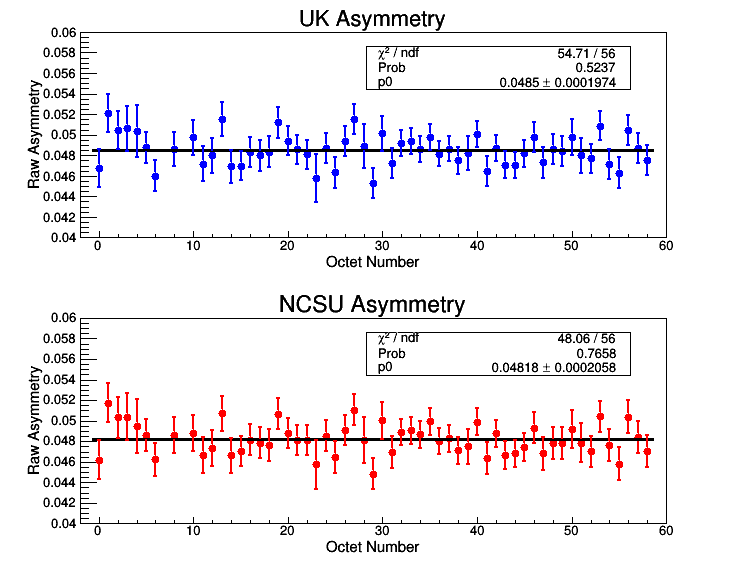 UK Asymmetry
χ² / ndf 54.71 / 56
Prob 0.5237
p0 0.0485 ± 0.0001974
Raw Asymmetry
0.06
0.058
0.056
0.054
0.052
0.05
0.048
0.046
0.044
0.042
0.04
0 10 20 30 40 50 60
Octet Number
NCSU Asymmetry
χ² / ndf 48.06 / 56
Prob 0.7658
p0 0.04818 ± 0.0002058
Raw Asymmetry
0.06
0.058
0.056
0.054
0.052
0.05
0.048
0.046
0.044
0.042
0.04
0 10 20 30 40 50 60
Octet Number